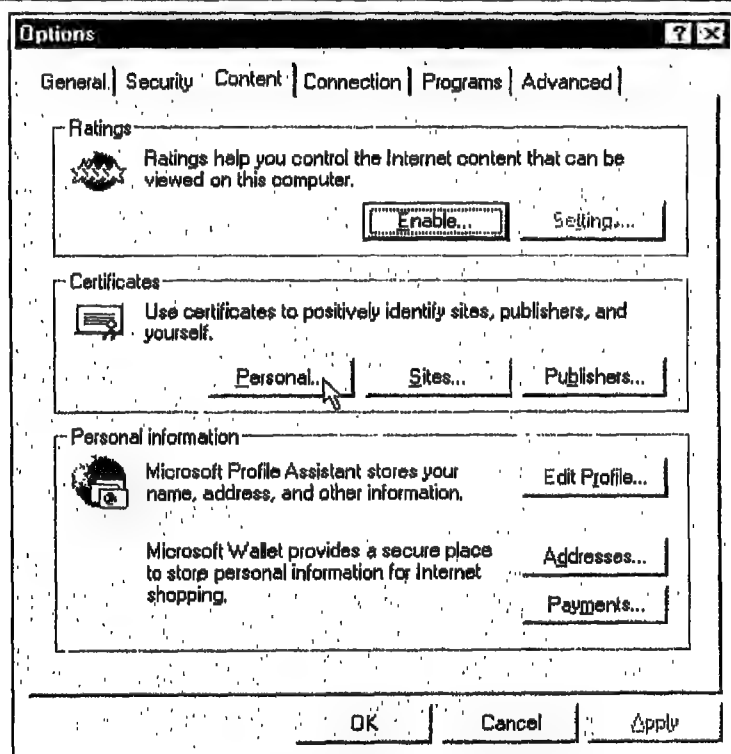 Options
General Security Content Connection Programs Advanced
Ratings
Ratings help you control the Internet content that can be
viewed on this computer.
Enable... Settings...
Certificates
Use certificates to positively identify sites, publishers, and
yourself.
Personal... Sites... Publishers...
Personal information
Microsoft Profile Assistant stores your
name, address, and other information.
Edit Profile...
Microsoft Wallet provides a secure place
to store personal information for Internet
shopping.
Addresses...
Payments...
OK Cancel Apply